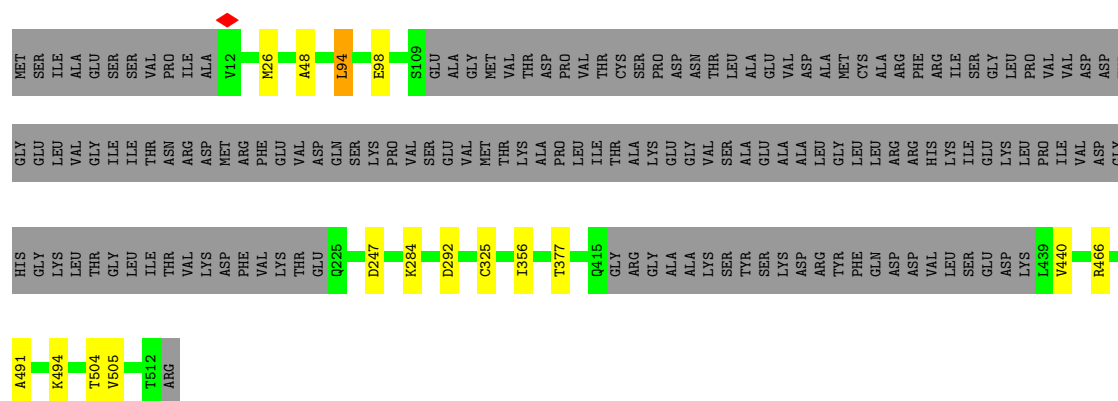 MET SER ILE ALA GLU SER SER VAL PRO ILE ALA V12 M26 A48 L94 E98 S109 GLU ALA GLY MET VAL THR ASP PRO VAL THR CYS SER PRO ASP ASN THR LEU ALA GLU VAL ASP ALA MET CYS ALA ARG PHE ARG ILE SER GLY LEU PRO VAL VAL ASP ASP
GLY GLU LEU VAL GLY ILE ILE THR ASN ARG ASP MET ARG PHE GLU VAL ASP GLN SER LYS PRO VAL SER GLU VAL MET THR LYS ALA PRO LEU ILE THR ALA LYS GLU GLY VAL SER ALA GLU ALA ALA LEU GLY LEU LEU ARG ARG HIS LYS ILE GLU LYS LEU PRO ILE VAL ASP GLY
HIS GLY LYS LEU THR GLY LEU ILE THR VAL LYS ASP PHE VAL LYS THR GLU Q225 D247 K284 D292 C325 I356 T377 Q415 GLY ARG GLY ALA ALA LYS SER TYR SER LYS ASP ARG TYR PHE GLN ASP ASP VAL LEU SER GLU ASP LYS L439 V440 R466
A491 K494 T504 V505 T512 ARG